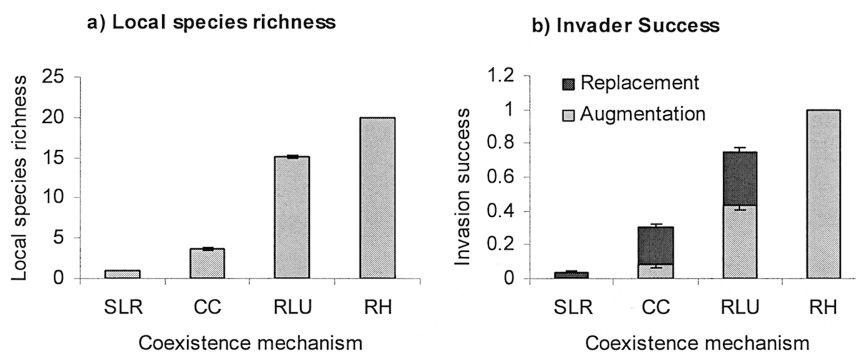 a) Local species richness
Local species richness
25
20
15
10
5
0
SLR CC RLU RH
Coexistence mechanism
b) Invader Success
Invasion success
1.2
1
0.8
0.6
0.4
0.2
0
Replacement
Augmentation
SLR CC RLU RH
Coexistence mechanism